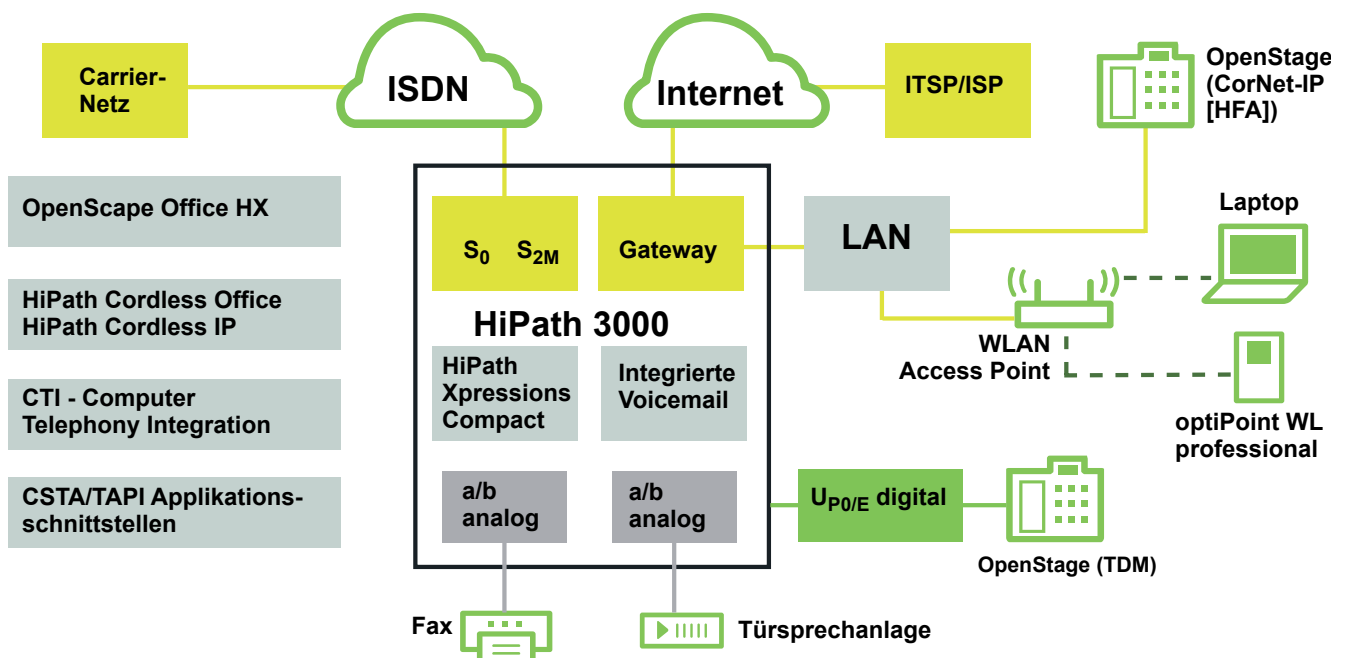 Carrier-
Netz
ISDN
Internet
ITSP/ISP
OpenStage
(CorNet-IP
[HFA])
OpenScape Office HX
HiPath Cordless Office
HiPath Cordless IP
CTI - Computer
Telephony Integration
CSTA/TAPI Applikations-
schnittstellen
S0 S2M
Gateway
HiPath 3000
HiPath
Xpressions
Compact
Integrierte
Voicemail
a/b
analog
a/b
analog
LAN
Laptop
WLAN
Access Point
optiPoint WL
professional
UP0/E digital
OpenStage (TDM)
Fax
Türsprechanlage